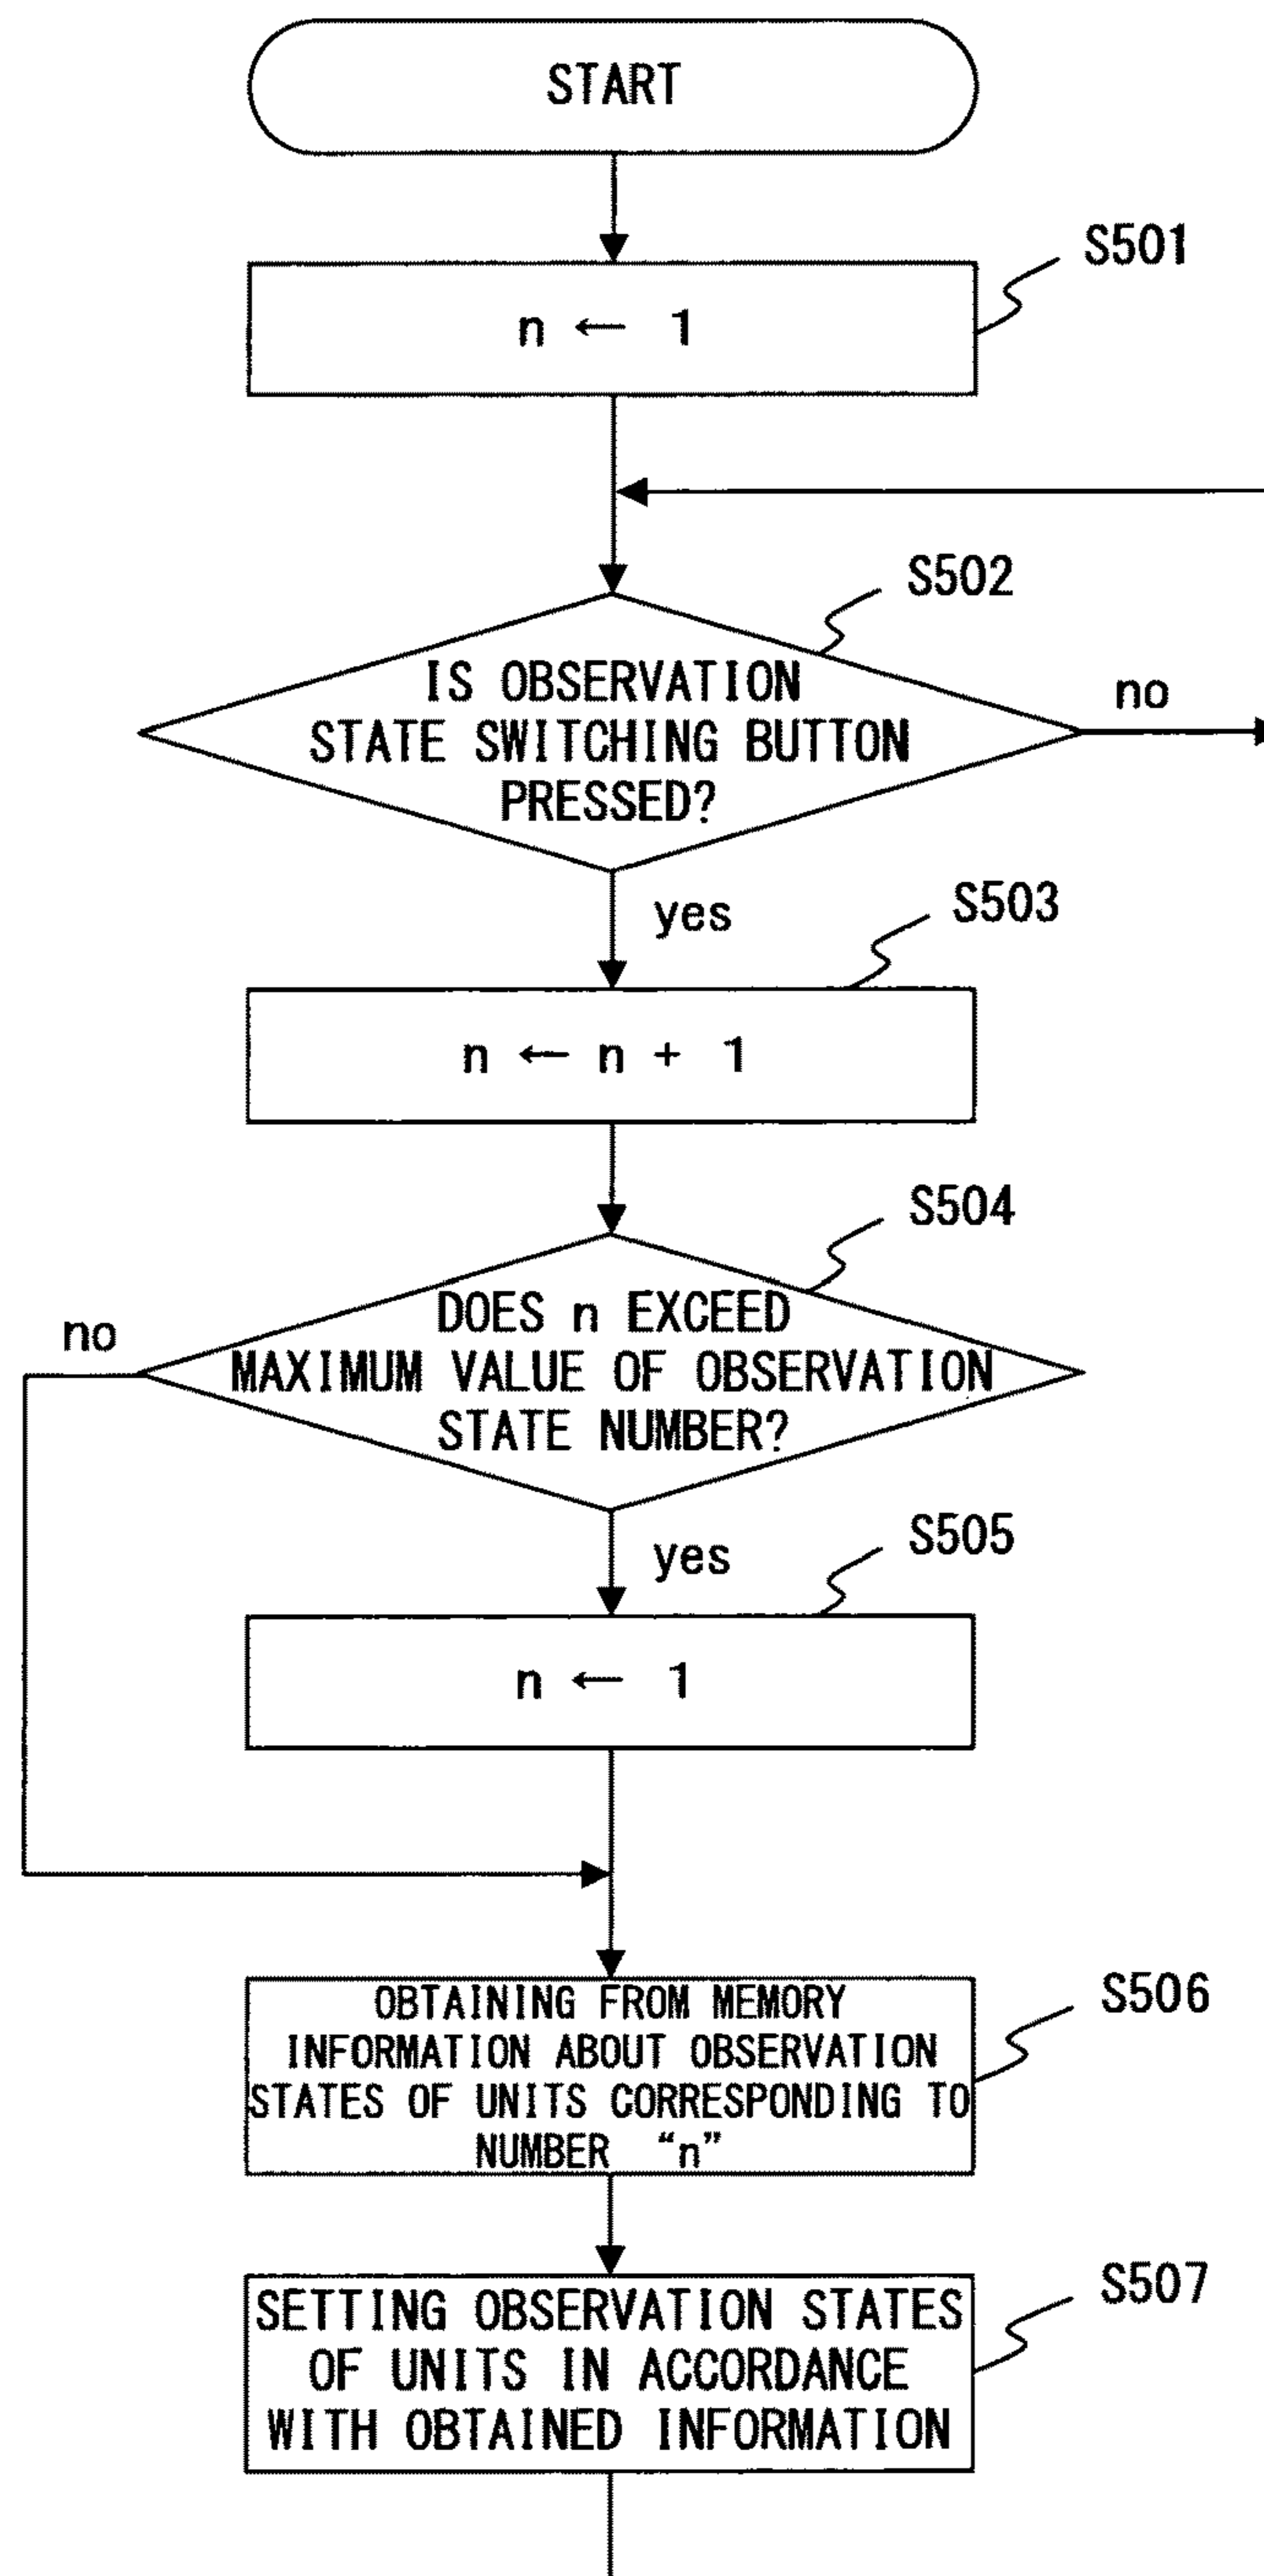 START
S501
n ← 1
S502
IS OBSERVATION
STATE SWITCHING BUTTON
PRESSED?
no
yes
S503
n ← n + 1
S504
DOES n EXCEED
MAXIMUM VALUE OF OBSERVATION
STATE NUMBER?
no
yes
S505
n ← 1
S506
OBTAINING FROM MEMORY
INFORMATION ABOUT OBSERVATION
STATES OF UNITS CORRESPONDING TO
NUMBER “n”
S507
SETTING OBSERVATION STATES
OF UNITS IN ACCORDANCE
WITH OBTAINED INFORMATION